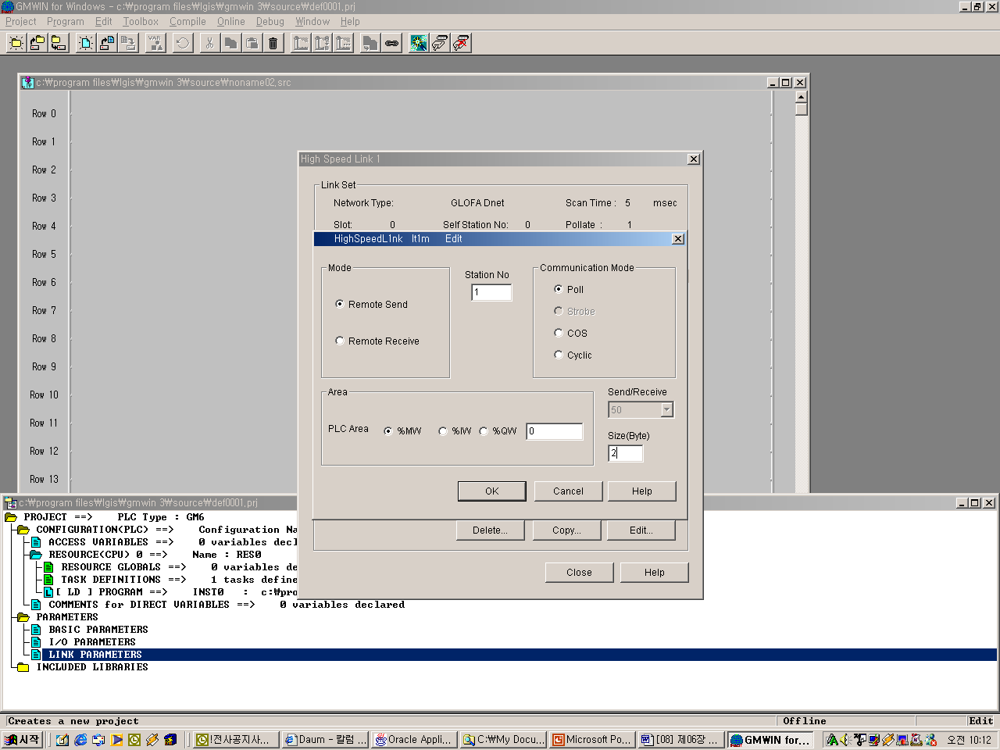 GMWIN for Windows - c:\program files\lgis\gmwin 3\source\def0001.prj
Project Program Edit Toolbox Compile Online Debug Window Help
c:\program files\lgis\gmwin 3\source\noname02.src
Row 0
Row 1
Row 2
Row 3
Row 4
Row 5
Row 6
Row 7
Row 8
Row 9
Row 10
Row 11
Row 12
Row 13
High Speed Link 1
Link Set
Network Type: GLOFA Dnet Scan Time : 5 msec
Slot: 0 Self Station No: 0 Pollate : 1
HighSpeedL1nk It1m Edit
Mode
Remote Send
Remote Receive
Station No
1
Communication Mode
Poll
Strobe
COS
Cyclic
Area
PLC Area %MW %IW %QW 0
Send/Receive
50
Size(Byte)
2
OK Cancel Help
Delete... Copy... Edit...
Close Help
c:\program files\lgis\gmwin 3\source\def0001.prj
PROJECT ==> PLC Type : GM6
CONFIGURATION(PLC) ==> Configuration Na
ACCESS VARIABLES ==> 0 variables decl
RESOURCE(CPU) 0 ==> Name : RES0
RESOURCE GLOBALS ==> 0 variables de
TASK DEFINITIONS ==> 1 tasks define
[ LD ] PROGRAM ==> INST0 : c:\pro
COMMENTS for DIRECT VARIABLES ==> 0 variables declared
PARAMETERS
BASIC PARAMETERS
I/O PARAMETERS
LINK PARAMETERS
INCLUDED LIBRARIES
Creates a new project Offline Edit
시작 !전사공지사... Daum - 칼럼 ... Oracle Appli... C:\My Docu... Microsoft Po... [08] 제06장 ... GMWIN for... 오전 10:12